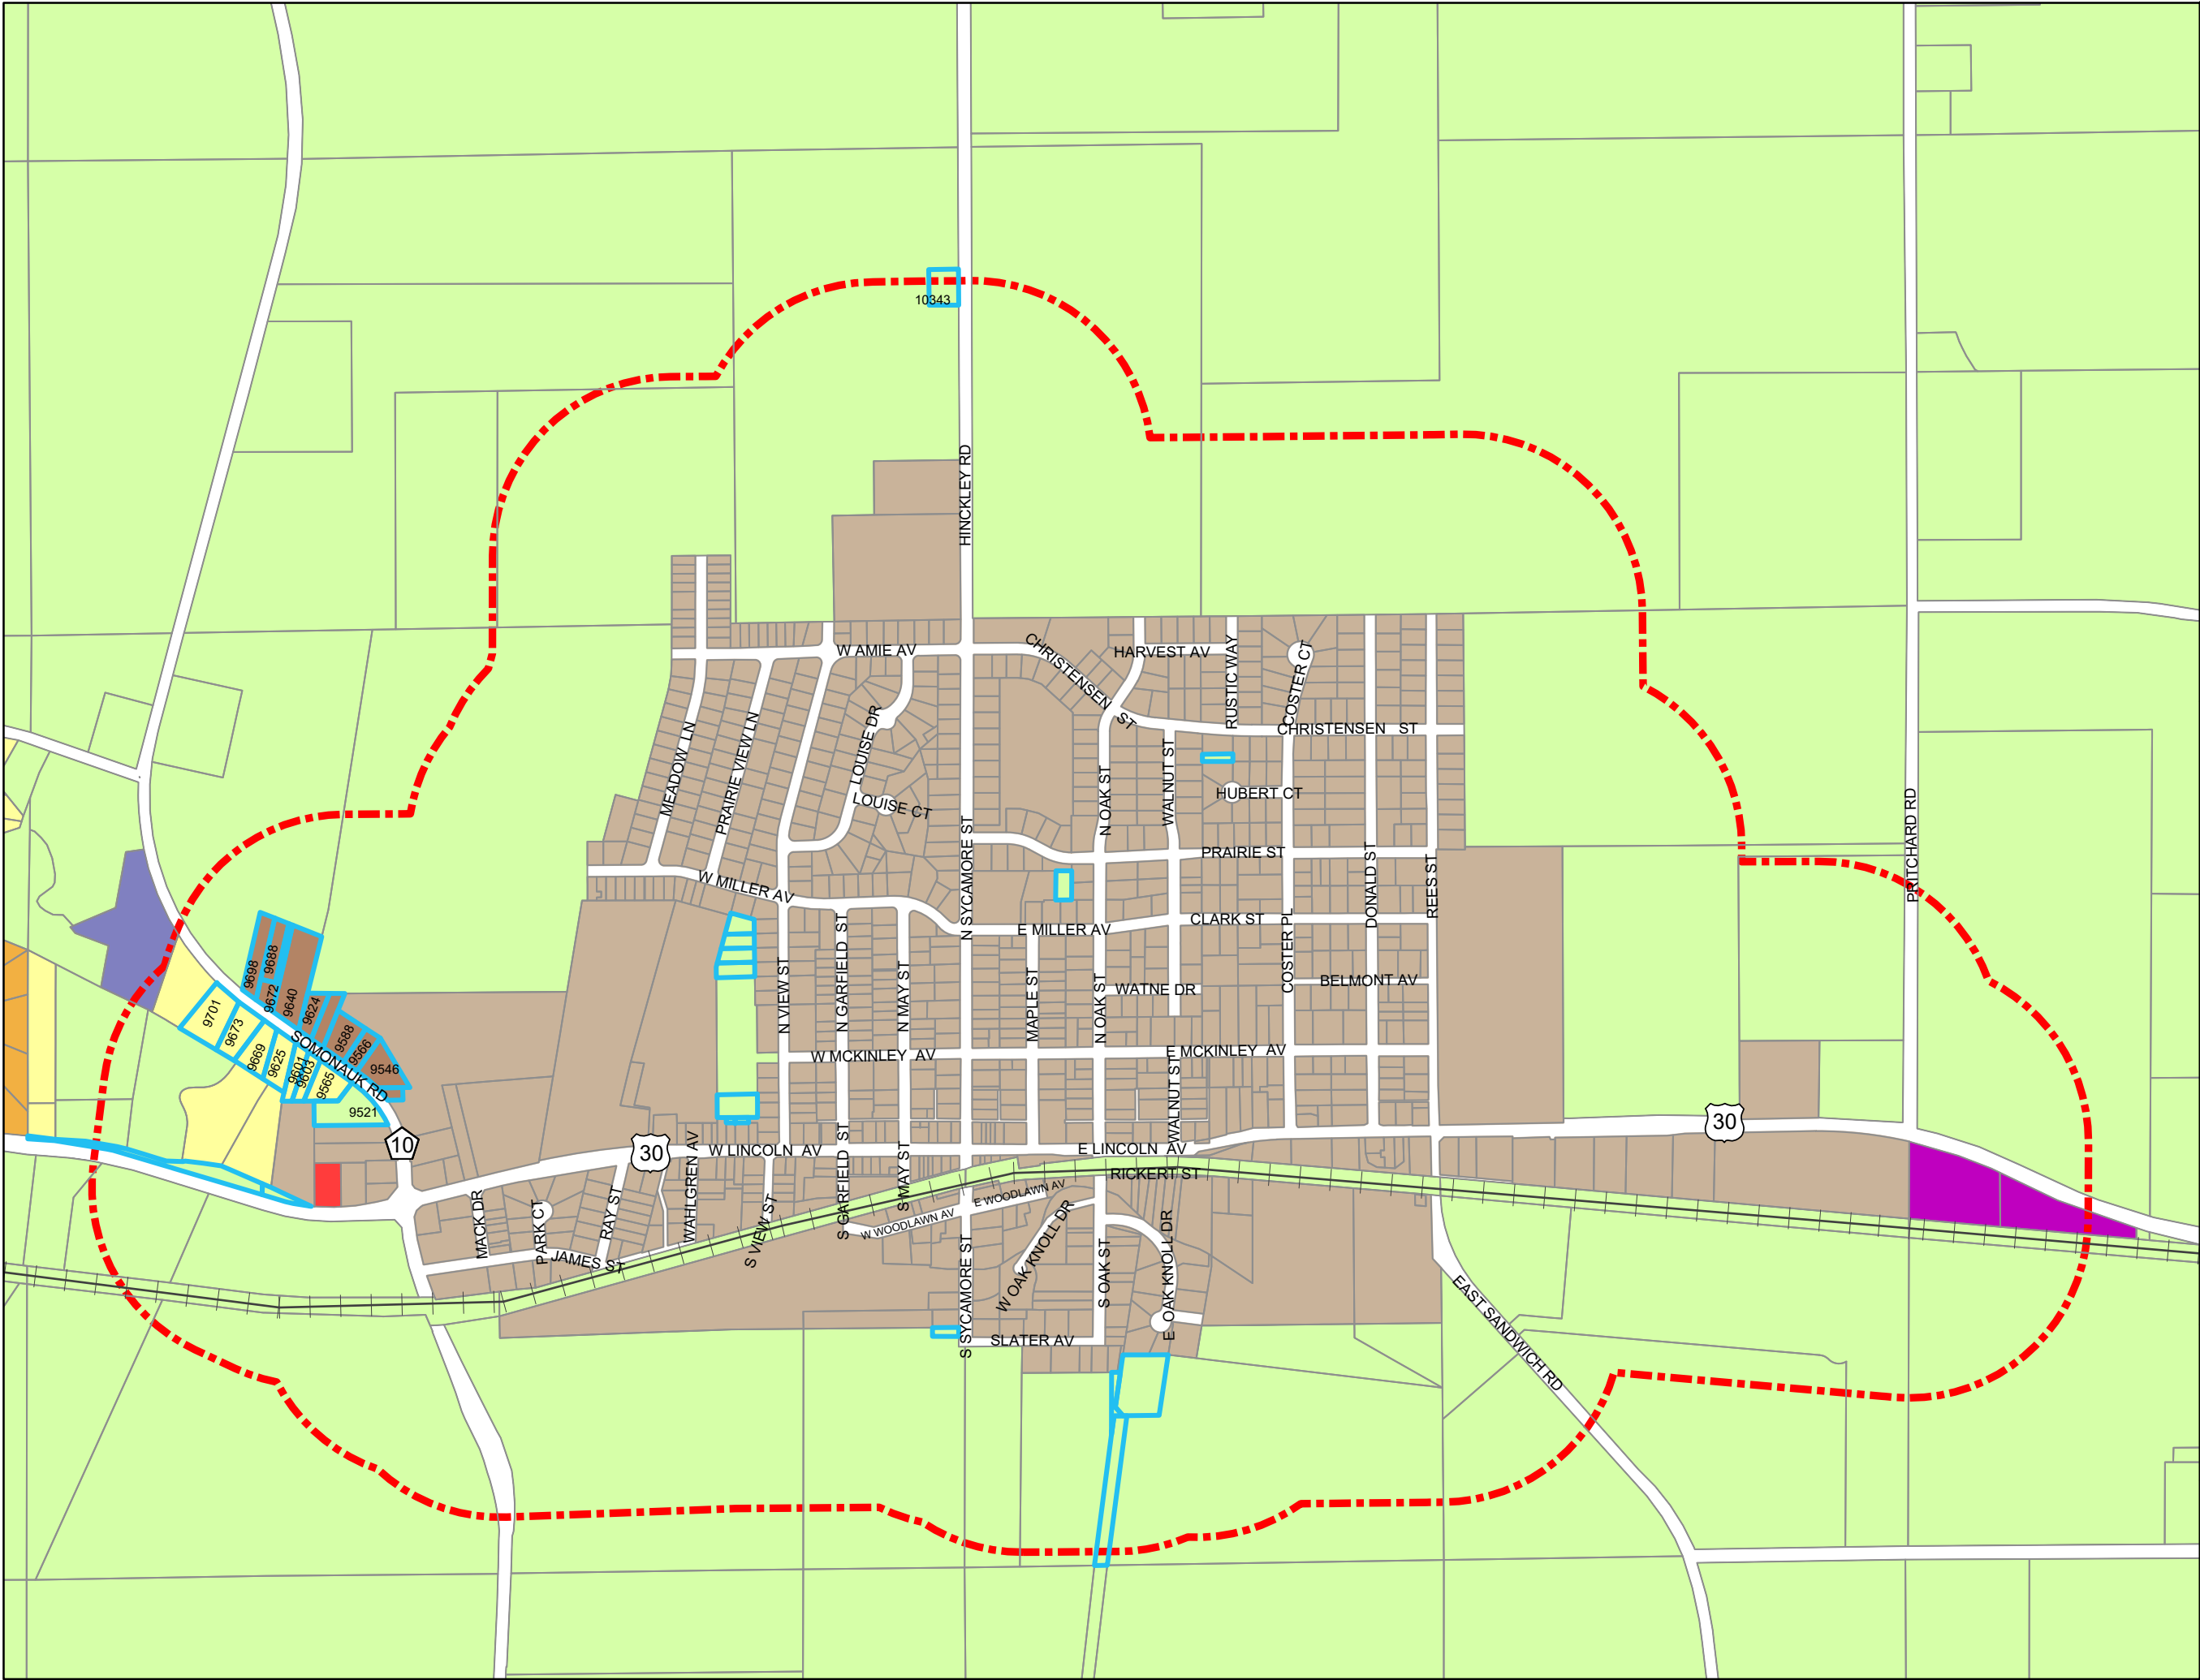 10343
HINCKLEY RD
W AMIE AV
CHRISTENSEN ST
HARVEST AV
RUSTIC WAY
COSTER CT
CHRISTENSEN ST
MEADOW LN
PRAIRIE VIEW LN
LOUISE DR
LOUISE CT
N OAK ST
WALNUT ST
HUBERT CT
PRITCHARD RD
N SYCAMORE ST
PRAIRIE ST
DONALD ST
REES ST
W MILLER AV
E MILLER AV
CLARK ST
COSTER PL
N VIEW ST
N GARFIELD ST
N MAY ST
MAPLE ST
N OAK ST
WATNE DR
BELMONT AV
9698
9688
9672
9640
9624
9588
9566
9546
9701
9673
9669
9625
9601
9603
9565
9521
SOMONAUK RD
W MCKINLEY AV
E MCKINLEY AV
WALNUT ST
10
30
30
W LINCOLN AV
E LINCOLN AV
RICKERT ST
WAHLGREN AV
S VIEW ST
S GARFIELD ST
S MAY ST
W WOODLAWN AV
E WOODLAWN AV
MACK DR
PARK CT
RAY ST
JAMES ST
S SYCAMORE ST
W OAK KNOLL DR
S OAK ST
E OAK KNOLL DR
SLATER AV
EAST SANDWICH RD